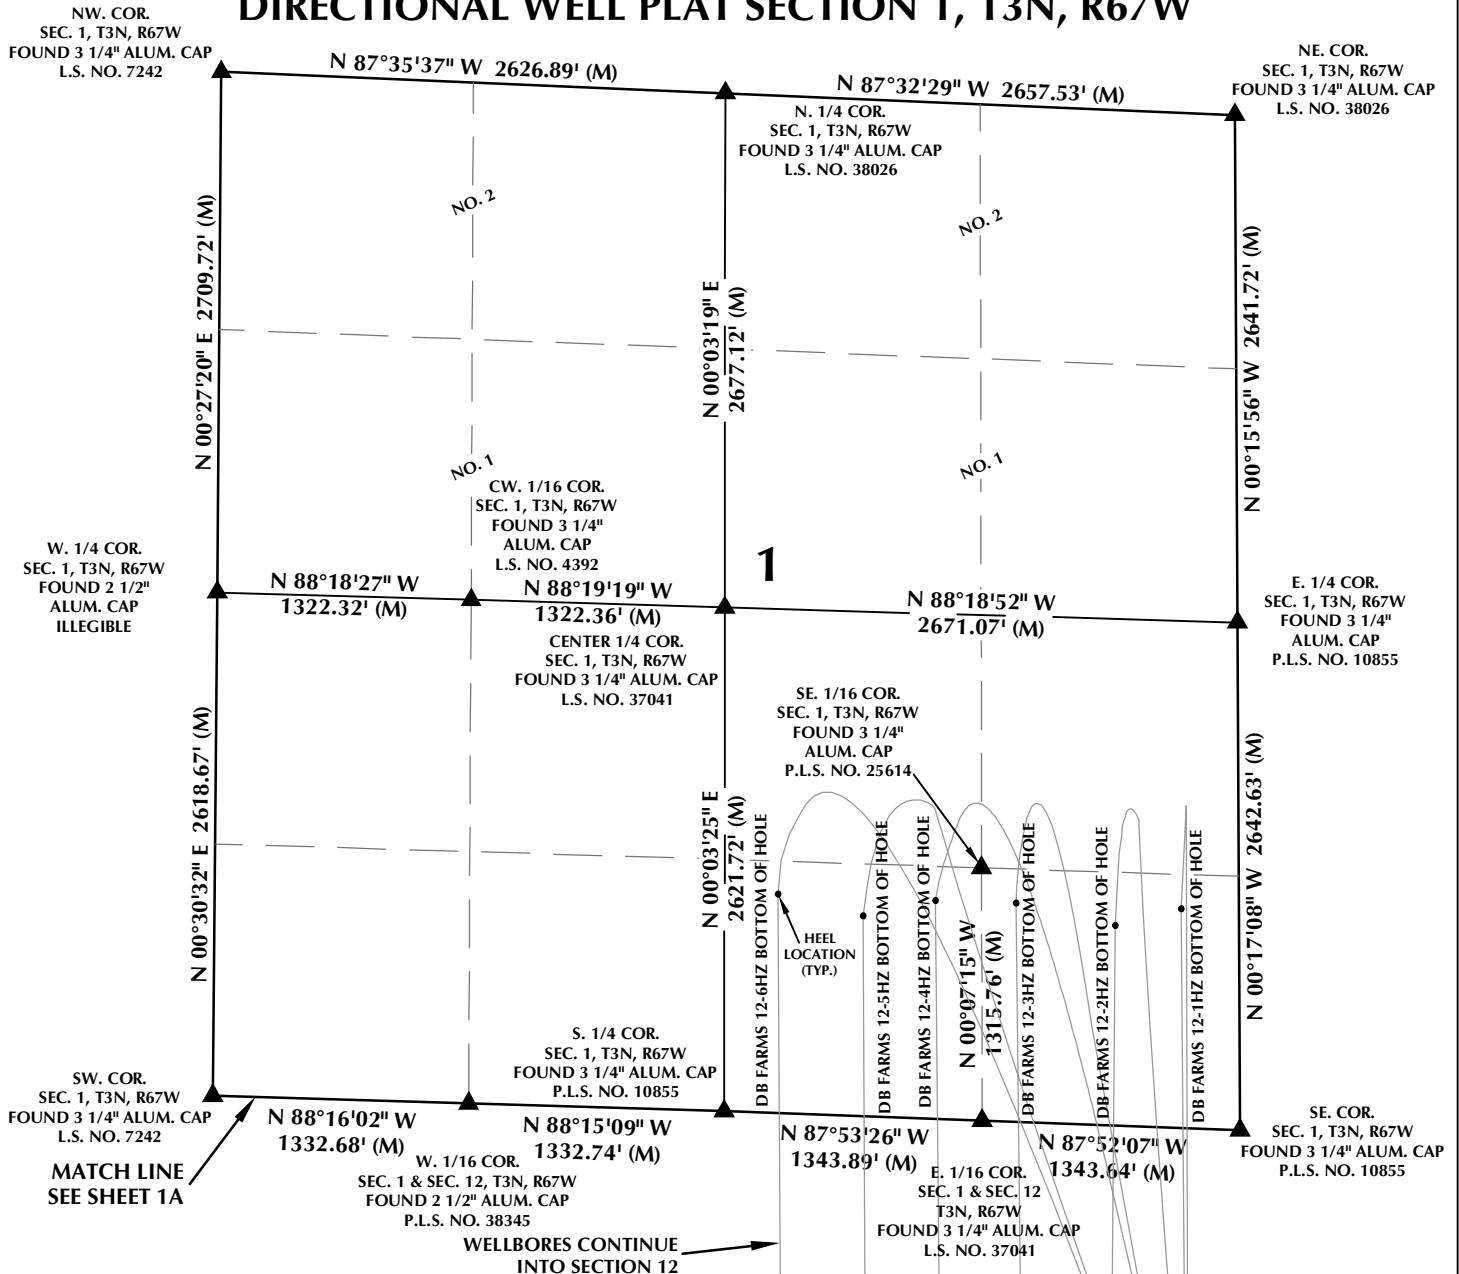 DIRECTIONAL WELL PLAT SECTION 1, T3N, R67W
NW. COR.
SEC. 1, T3N, R67W
FOUND 3 1/4" ALUM. CAP
L.S. NO. 7242
N 87°35'37" W 2626.89' (M)
N 87°32'29" W 2657.53' (M)
NE. COR.
SEC. 1, T3N, R67W
FOUND 3 1/4" ALUM. CAP
L.S. NO. 38026
N. 1/4 COR.
SEC. 1, T3N, R67W
FOUND 3 1/4" ALUM. CAP
L.S. NO. 38026
NO. 2
NO. 2
N 00°27'20" E 2709.72' (M)
N 00°03'19" E
2677.12' (M)
N 00°15'56" W 2641.72' (M)
NO. 1
NO. 1
CW. 1/16 COR.
SEC. 1, T3N, R67W
FOUND 3 1/4"
ALUM. CAP
L.S. NO. 4392
1
W. 1/4 COR.
SEC. 1, T3N, R67W
FOUND 2 1/2"
ALUM. CAP
ILLEGIBLE
N 88°18'27" W
1322.32' (M)
N 88°19'19" W
1322.36' (M)
N 88°18'52" W
2671.07' (M)
E. 1/4 COR.
SEC. 1, T3N, R67W
FOUND 3 1/4"
ALUM. CAP
P.L.S. NO. 10855
CENTER 1/4 COR.
SEC. 1, T3N, R67W
FOUND 3 1/4" ALUM. CAP
L.S. NO. 37041
SE. 1/16 COR.
SEC. 1, T3N, R67W
FOUND 3 1/4"
ALUM. CAP
P.L.S. NO. 25614
N 00°30'32" E 2618.67' (M)
N 00°03'25" E
2621.72' (M)
DB FARMS 12-6HZ BOTTOM OF HOLE
HEEL
LOCATION
(TYP.)
DB FARMS 12-5HZ BOTTOM OF HOLE
DB FARMS 12-4HZ BOTTOM OF HOLE
N 00°07'15" W
1315.76' (M)
DB FARMS 12-3HZ BOTTOM OF HOLE
DB FARMS 12-2HZ BOTTOM OF HOLE
DB FARMS 12-1HZ BOTTOM OF HOLE
N 00°17'08" W 2642.63' (M)
S. 1/4 COR.
SEC. 1, T3N, R67W
FOUND 3 1/4" ALUM. CAP
P.L.S. NO. 10855
SW. COR.
SEC. 1, T3N, R67W
FOUND 3 1/4" ALUM. CAP
L.S. NO. 7242
N 88°16'02" W
1332.68' (M)
N 88°15'09" W
1332.74' (M)
N 87°53'26" W
1343.89' (M)
N 87°52'07" W
1343.64' (M)
SE. COR.
SEC. 1, T3N, R67W
FOUND 3 1/4" ALUM. CAP
P.L.S. NO. 10855
MATCH LINE
SEE SHEET 1A
W. 1/16 COR.
SEC. 1 & SEC. 12, T3N, R67W
FOUND 2 1/2" ALUM. CAP
P.L.S. NO. 38345
E. 1/16 COR.
SEC. 1 & SEC. 12
T3N, R67W
FOUND 3 1/4" ALUM. CAP
L.S. NO. 37041
WELLBORES CONTINUE
INTO SECTION 12